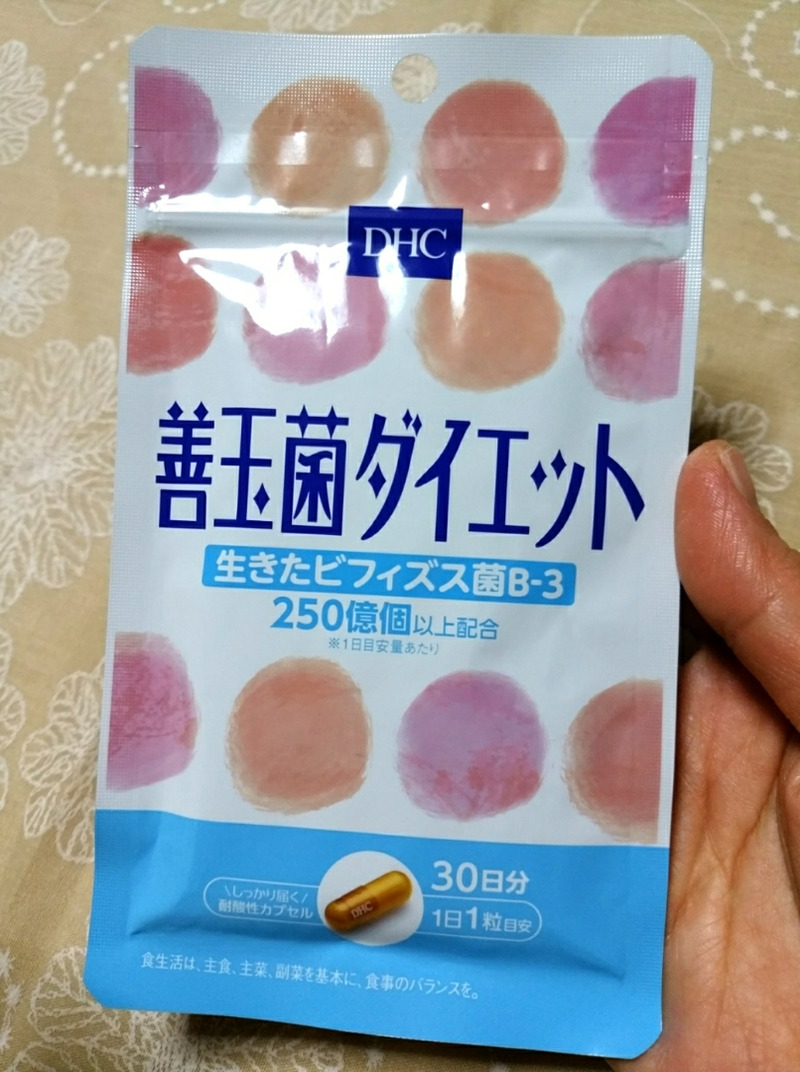 DHC
善玉菌ダイエット
生きたビフィズス菌B-3
250億個以上配合
※1日目安量あたり
\しっかり届く/
耐酸性カプセル
DHC
30日分
1日1粒目安
食生活は、主食、主菜、副菜を基本に、食事のバランスを。